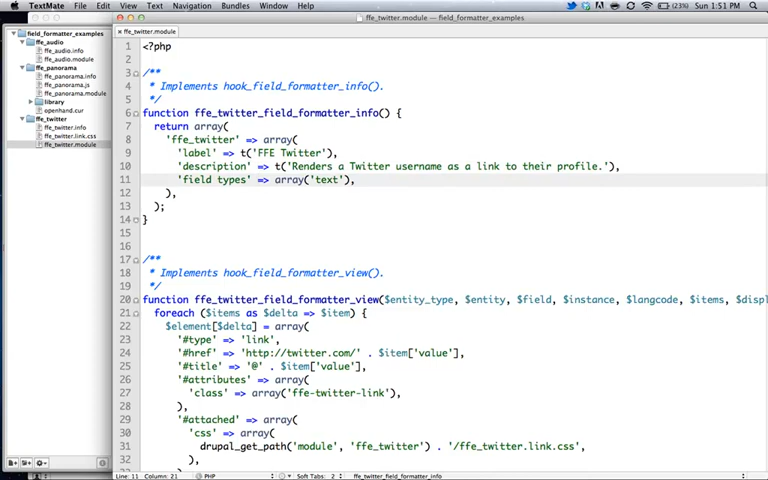 TextMate File Edit View Text Navigation Bundles Window Help (23%) Sun 1:51 PM
ffe_twitter.module — field_formatter_examples
ffe_twitter.module
field_formatter_examples
ffe_audio
ffe_audio.info
ffe_audio.module
ffe_panorama
ffe_panorama.info
ffe_panorama.js
ffe_panorama.module
library
openhand.cur
ffe_twitter
ffe_twitter.info
ffe_twitter.link.css
ffe_twitter.module
1 <?php
2
3 /**
4 * Implements hook_field_formatter_info().
5 */
6 function ffe_twitter_field_formatter_info() {
7 return array(
8 'ffe_twitter' => array(
9 'label' => t('FFE Twitter'),
10 'description' => t('Renders a Twitter username as a link to their profile.'),
11 'field types' => array('text'),
12 ),
13 );
14 }
15
16
17 /**
18 * Implements hook_field_formatter_view().
19 */
20 function ffe_twitter_field_formatter_view($entity_type, $entity, $field, $instance, $langcode, $items, $displ
21 foreach ($items as $delta => $item) {
22 $element[$delta] = array(
23 '#type' => 'link',
24 '#href' => 'http://twitter.com/' . $item['value'],
25 '#title' => '@' . $item['value'],
26 '#attributes' => array(
27 'class' => array('ffe-twitter-link'),
28 ),
29 '#attached' => array(
30 'css' => array(
31 drupal_get_path('module', 'ffe_twitter') . '/ffe_twitter.link.css',
32 ),
Line: 11 Column: 21 PHP Soft Tabs: 2 ffe_twitter_field_formatter_info